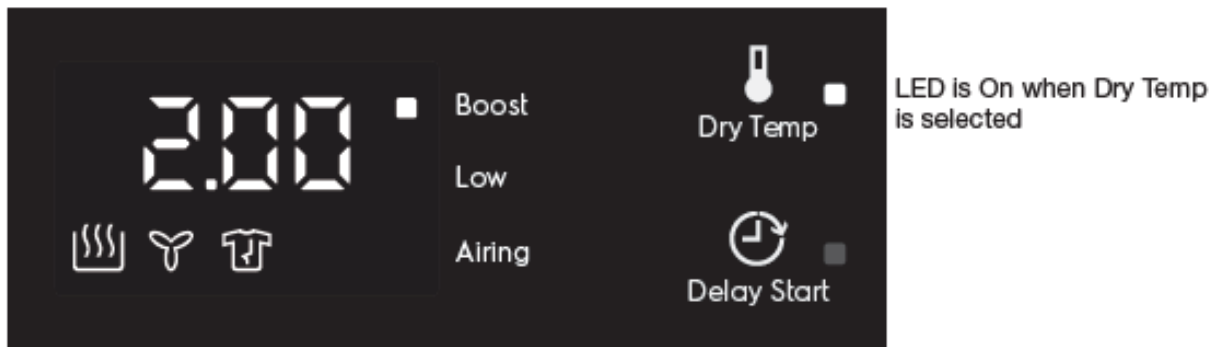 2.00
Boost
Low
Airing
Dry Temp
Delay Start
LED is On when Dry Temp
is selected